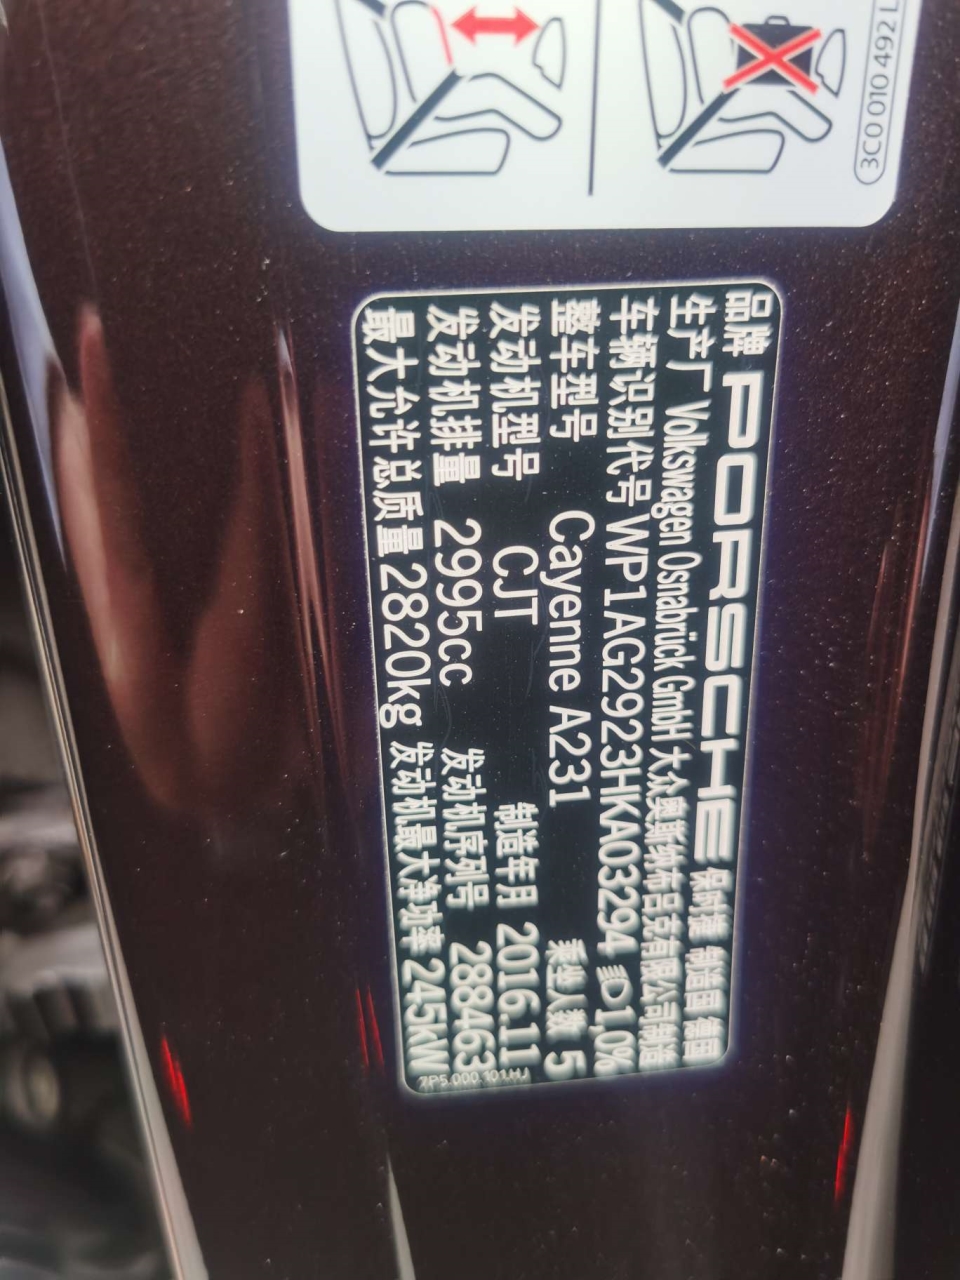 3C0 010 492 L
品牌 PORSCHE 保时捷 制造国 德国
生产厂 Volkswagen Osnabrück GmbH 大众奥斯纳布吕克有限公司制造
车辆识别代号 WP1AG2923HKA03294 1,0%
整车型号 Cayenne A231 乘坐人数 5
发动机型号 CJT 制造年月 2016.11
发动机排量 2995cc 发动机序列号 288463
最大允许总质量 2820kg 发动机最大净功率 245kW
7P5.000.101.HJ